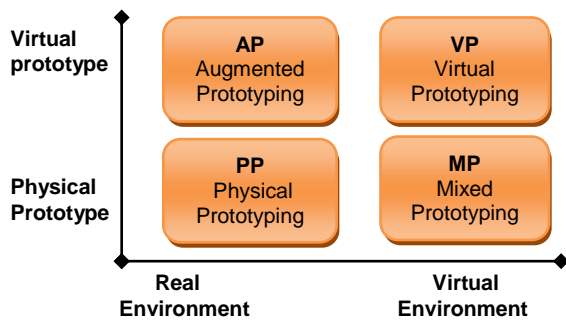 Virtual
prototype
AP
Augmented
Prototyping
VP
Virtual
Prototyping
Physical
Prototype
PP
Physical
Prototyping
MP
Mixed
Prototyping
Real
Environment
Virtual
Environment